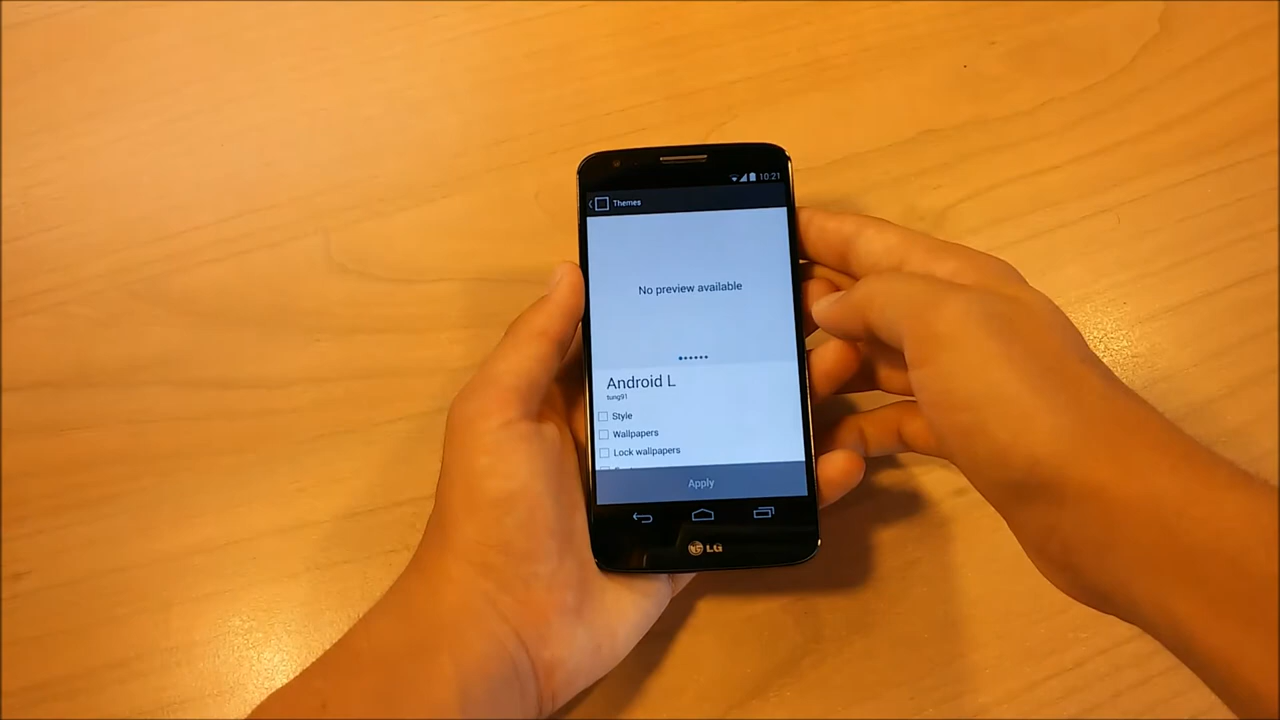 10:21
Themes
No preview available
Android L
tung91
Style
Wallpapers
Lock wallpapers
Apply
LG